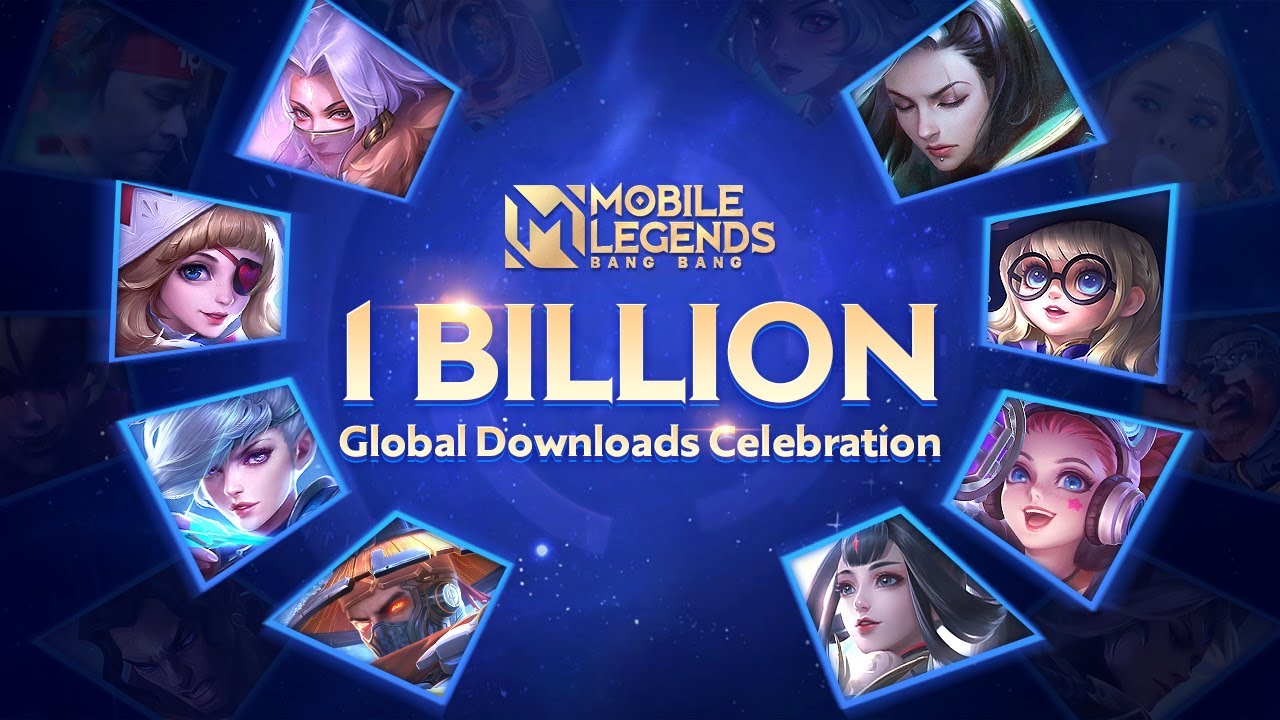 MOBILE
LEGENDS
BANG BANG
1 BILLION
Global Downloads Celebration